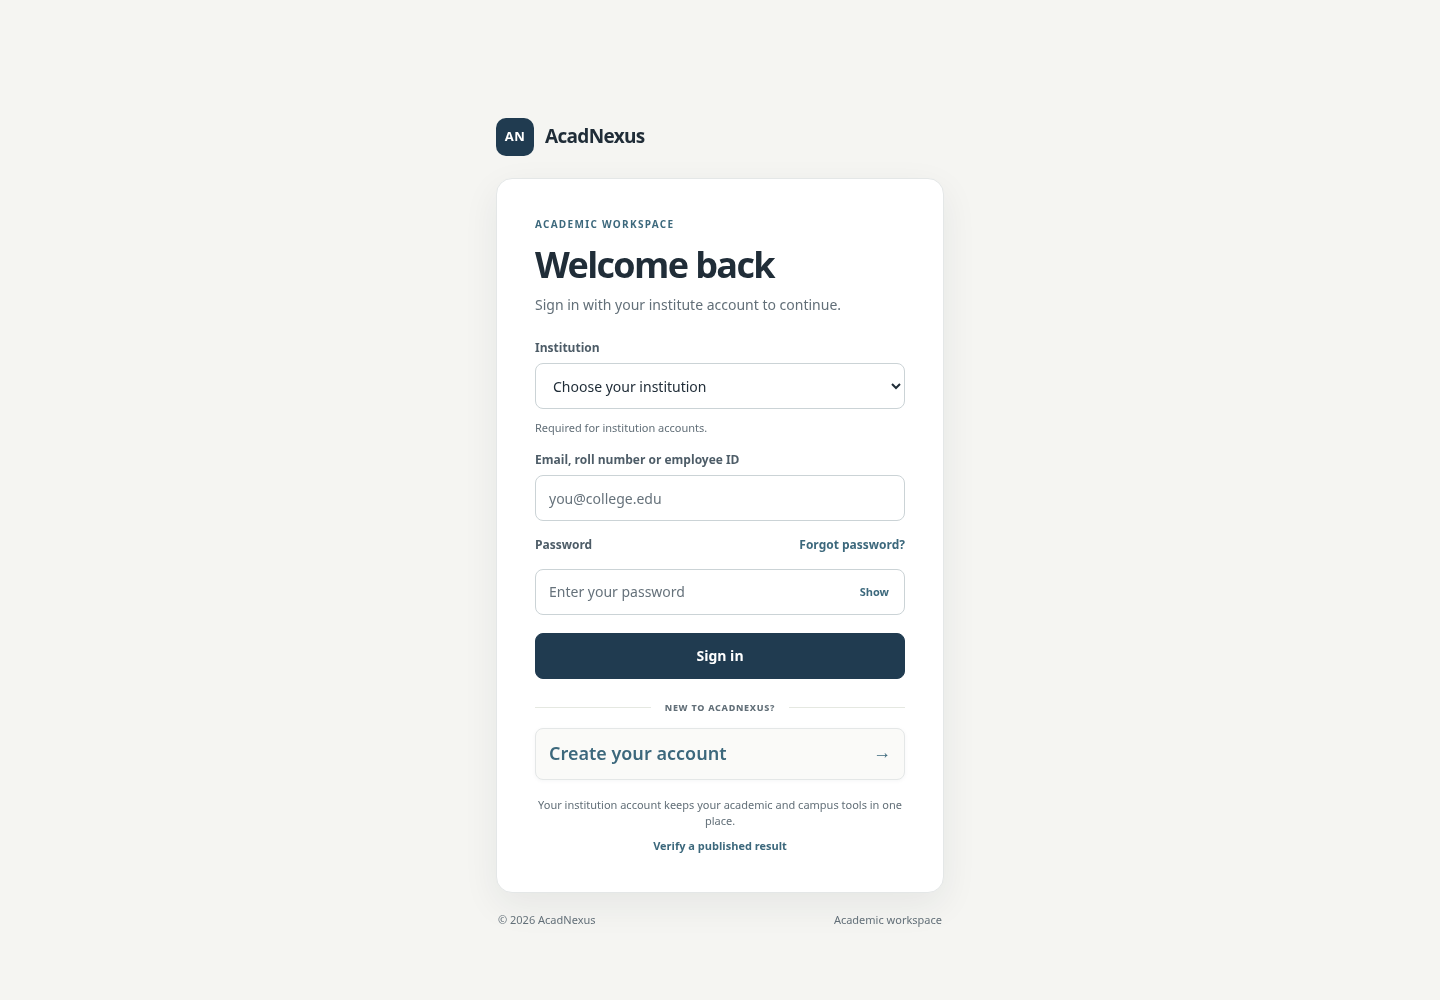 AN AcadNexus
ACADEMIC WORKSPACE
Welcome back
Sign in with your institute account to continue.
Institution
Choose your institution
Required for institution accounts.
Email, roll number or employee ID
you@college.edu
Password Forgot password?
Enter your password Show
Sign in
NEW TO ACADNEXUS?
Create your account →
Your institution account keeps your academic and campus tools in one
place.
Verify a published result
© 2026 AcadNexus Academic workspace